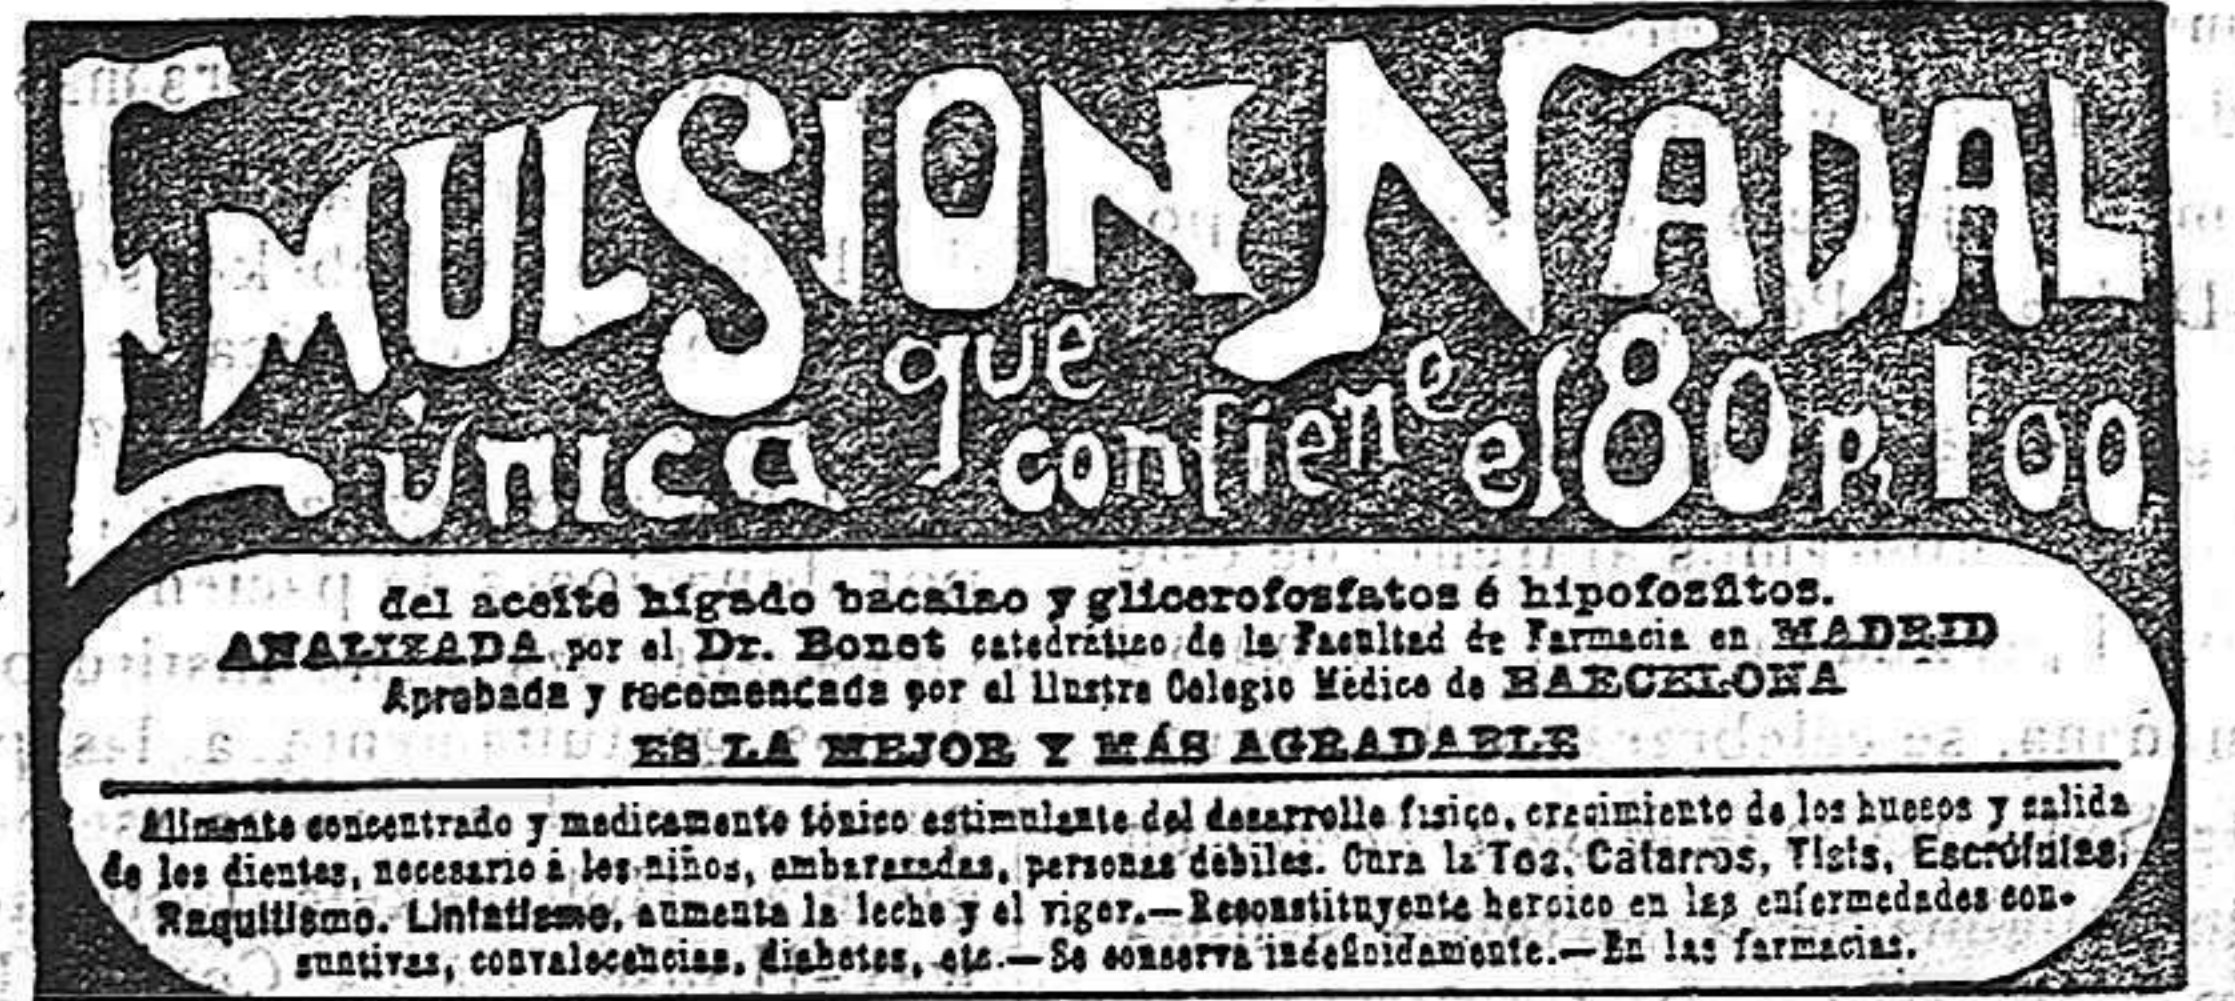 EMULSION NADAL
única que contiene el 80 p, 100
del aceite hígado bacalao y glicerofosfatos é hipofosfitos.
ANALIZADA por el Dr. Bonet catedrático de la Facultad de Farmacia en MADRID
Aprobada y recomendada por el Ilustre Colegio Médico de BARCELONA
ES LA MEJOR Y MÁS AGRADABLE
Alimento concentrado y medicamento tónico estimulante del desarrollo fisico, crecimiento de los huesos y salida
de los dientes, necesario á los niños, embarazadas, personas débiles. Cura la Tos, Catarros, Tisis, Escrófulas,
Raquitismo, Linfatismo, aumenta la leche y el vigor.—Reconstituyente heroico en las enfermedades con-
suntivas, convalecencias, diabetes, etc.—Se conserva indefinidamente.—En las farmacias.